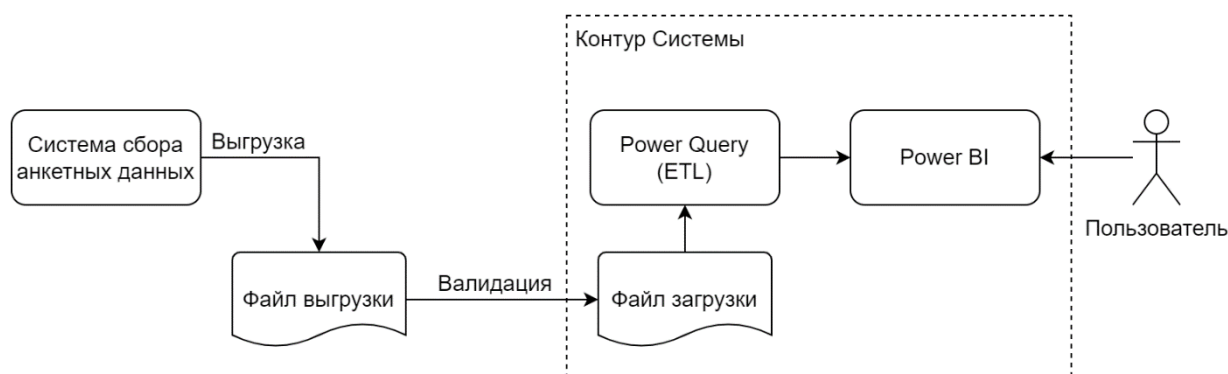 Контур Системы
Система сбора
анкетных данных
Выгрузка
Power Query
(ETL)
Power BI
Пользователь
Файл выгрузки
Валидация
Файл загрузки